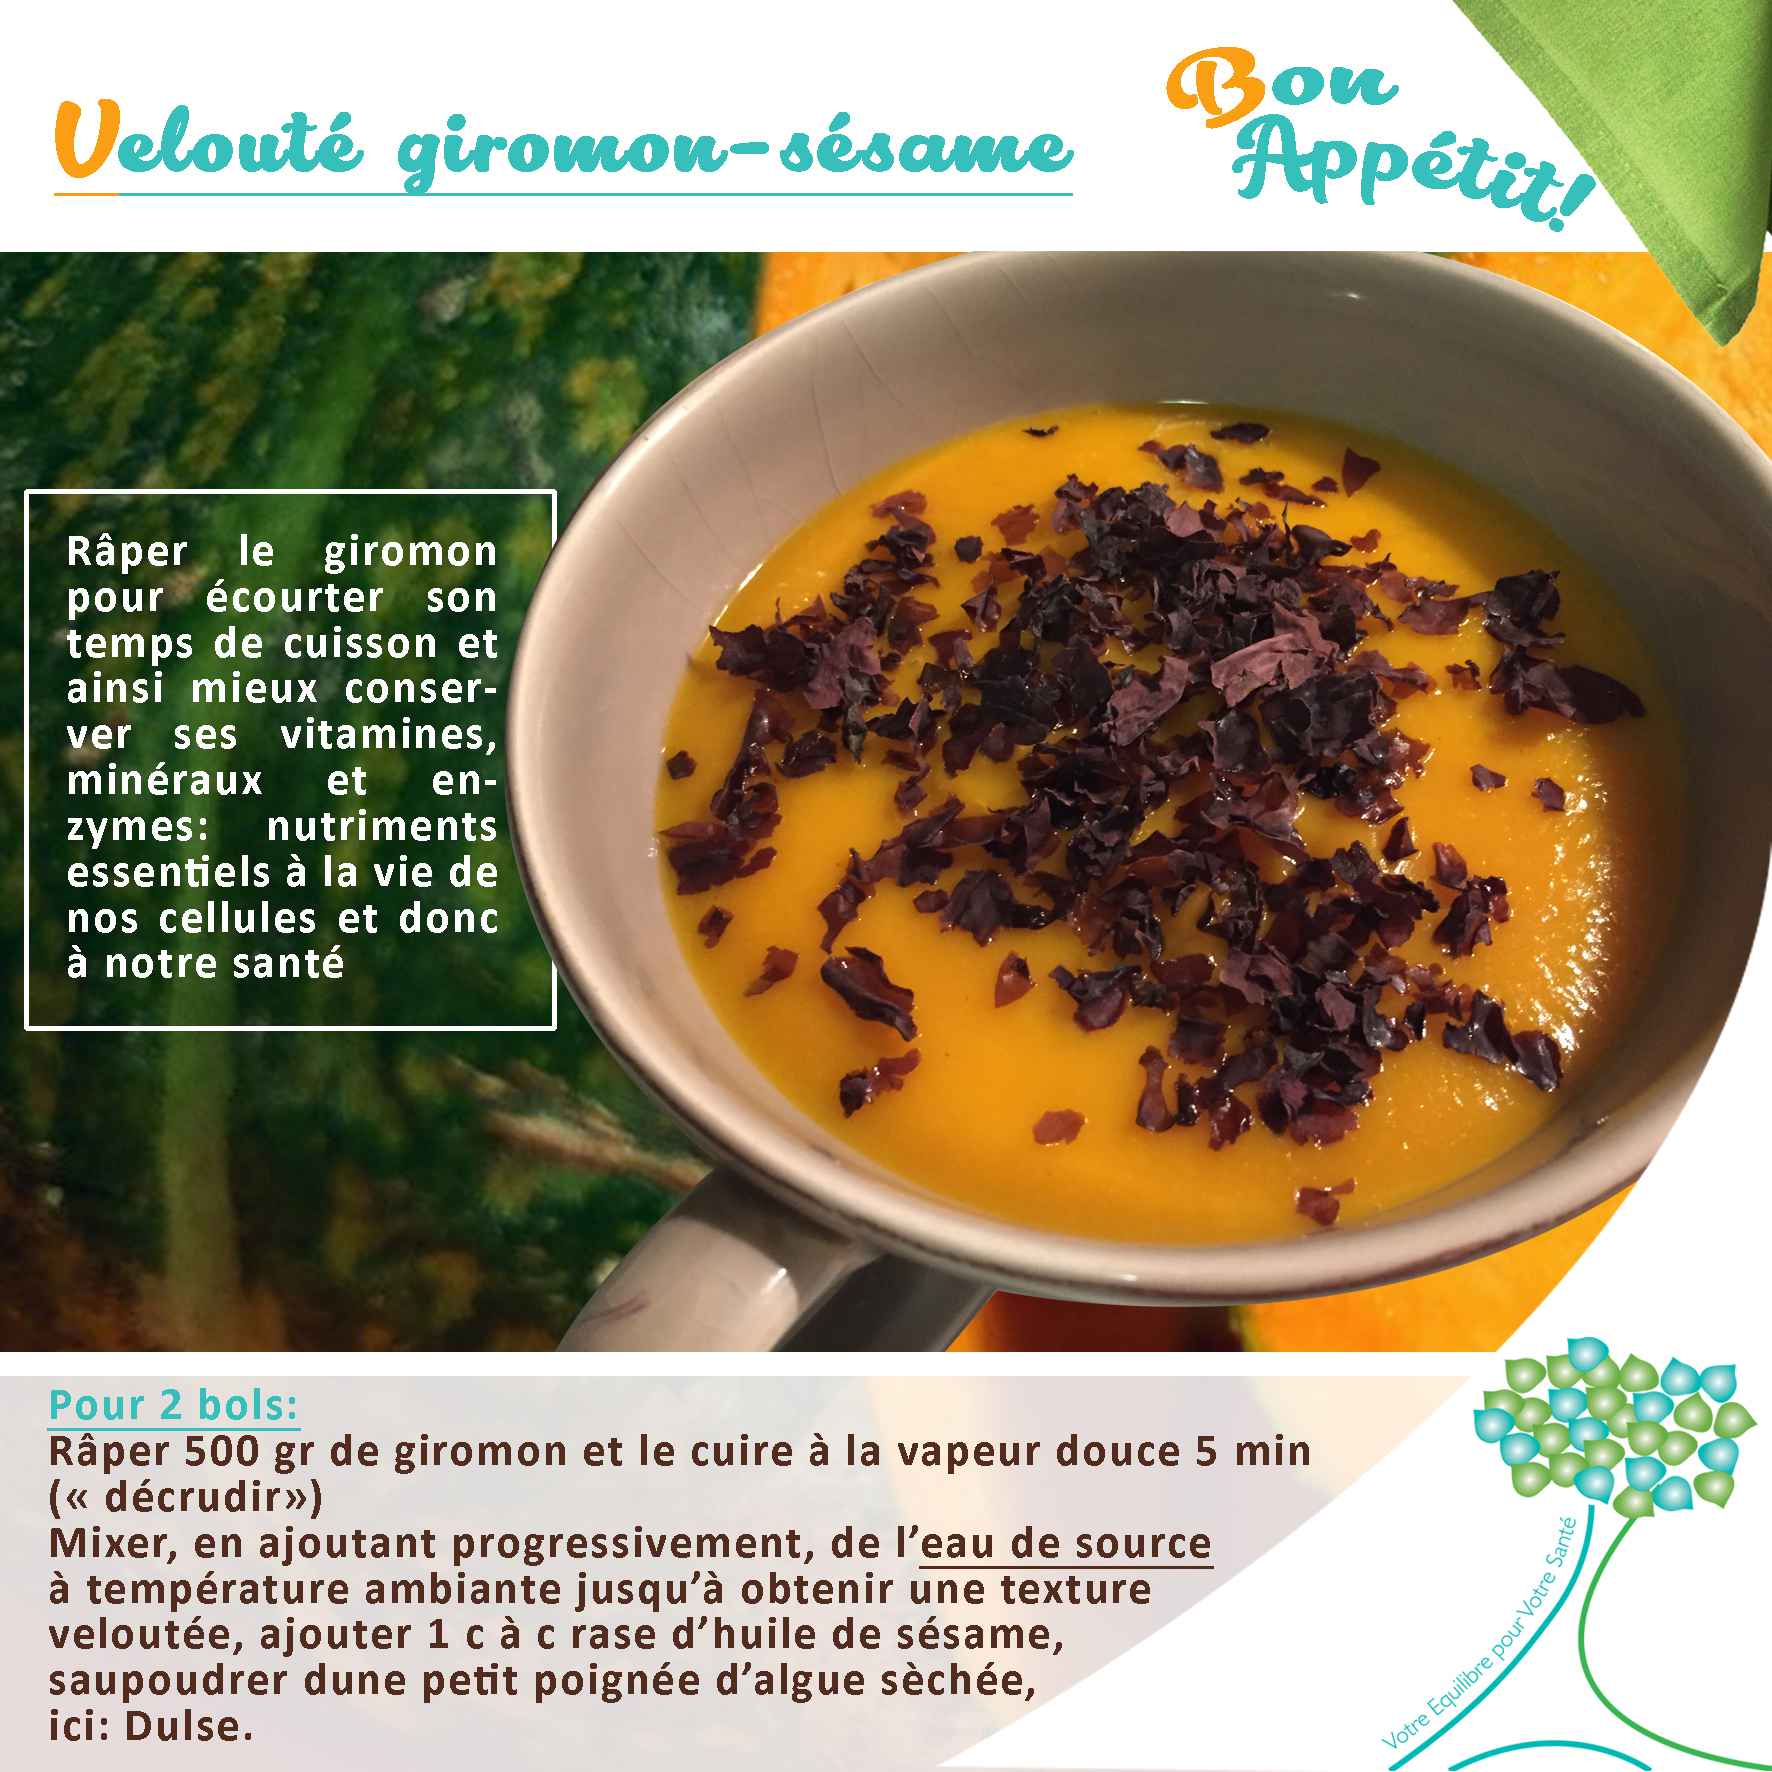 Velouté giromon-sésame
Bon
Appétit!
Râper le giromon
pour écourter son
temps de cuisson et
ainsi mieux conser-
ver ses vitamines,
minéraux et en-
zymes: nutriments
essentiels à la vie de
nos cellules et donc
à notre santé
Pour 2 bols:
Râper 500 gr de giromon et le cuire à la vapeur douce 5 min
(« décrudir»)
Mixer, en ajoutant progressivement, de l’eau de source
à température ambiante jusqu’à obtenir une texture
veloutée, ajouter 1 c à c rase d’huile de sésame,
saupoudrer dune petit poignée d’algue sèchée,
ici: Dulse.
Votre Equilibre pour Votre Santé